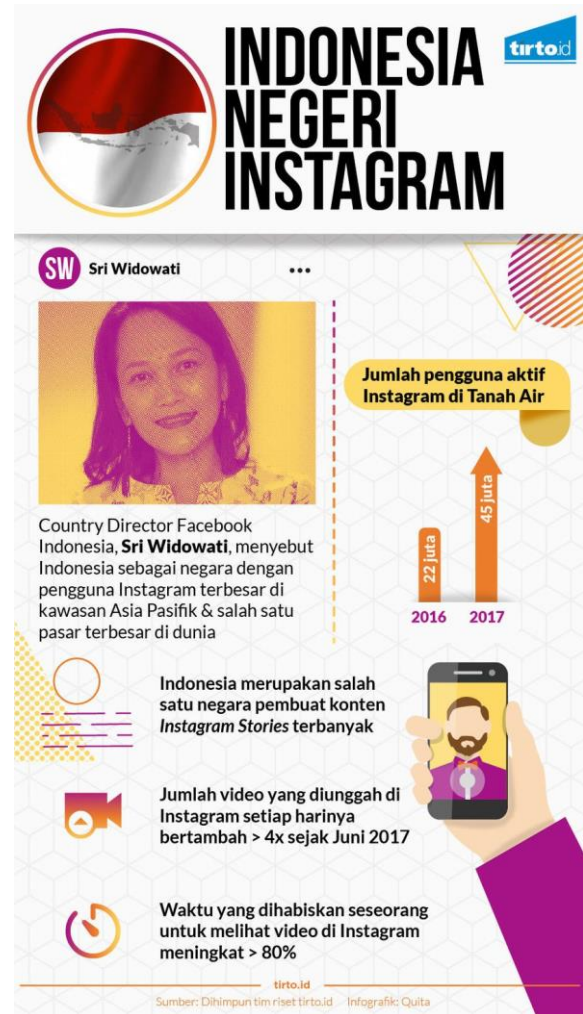 INDONESIA
NEGERI
INSTAGRAM
tirto.id
SW
Sri Widowati
Country Director Facebook
Indonesia, Sri Widowati, menyebut
Indonesia sebagai negara dengan
pengguna Instagram terbesar di
kawasan Asia Pasifik & salah satu
pasar terbesar di dunia
Jumlah pengguna aktif
Instagram di Tanah Air
22 juta
45 juta
2016
2017
Indonesia merupakan salah
satu negara pembuat konten
Instagram Stories terbanyak
Jumlah video yang diunggah di
Instagram setiap harinya
bertambah > 4x sejak Juni 2017
Waktu yang dihabiskan seseorang
untuk melihat video di Instagram
meningkat > 80%
tirto.id
Sumber: Dihimpun tim riset tirto.id
Infografik: Quita